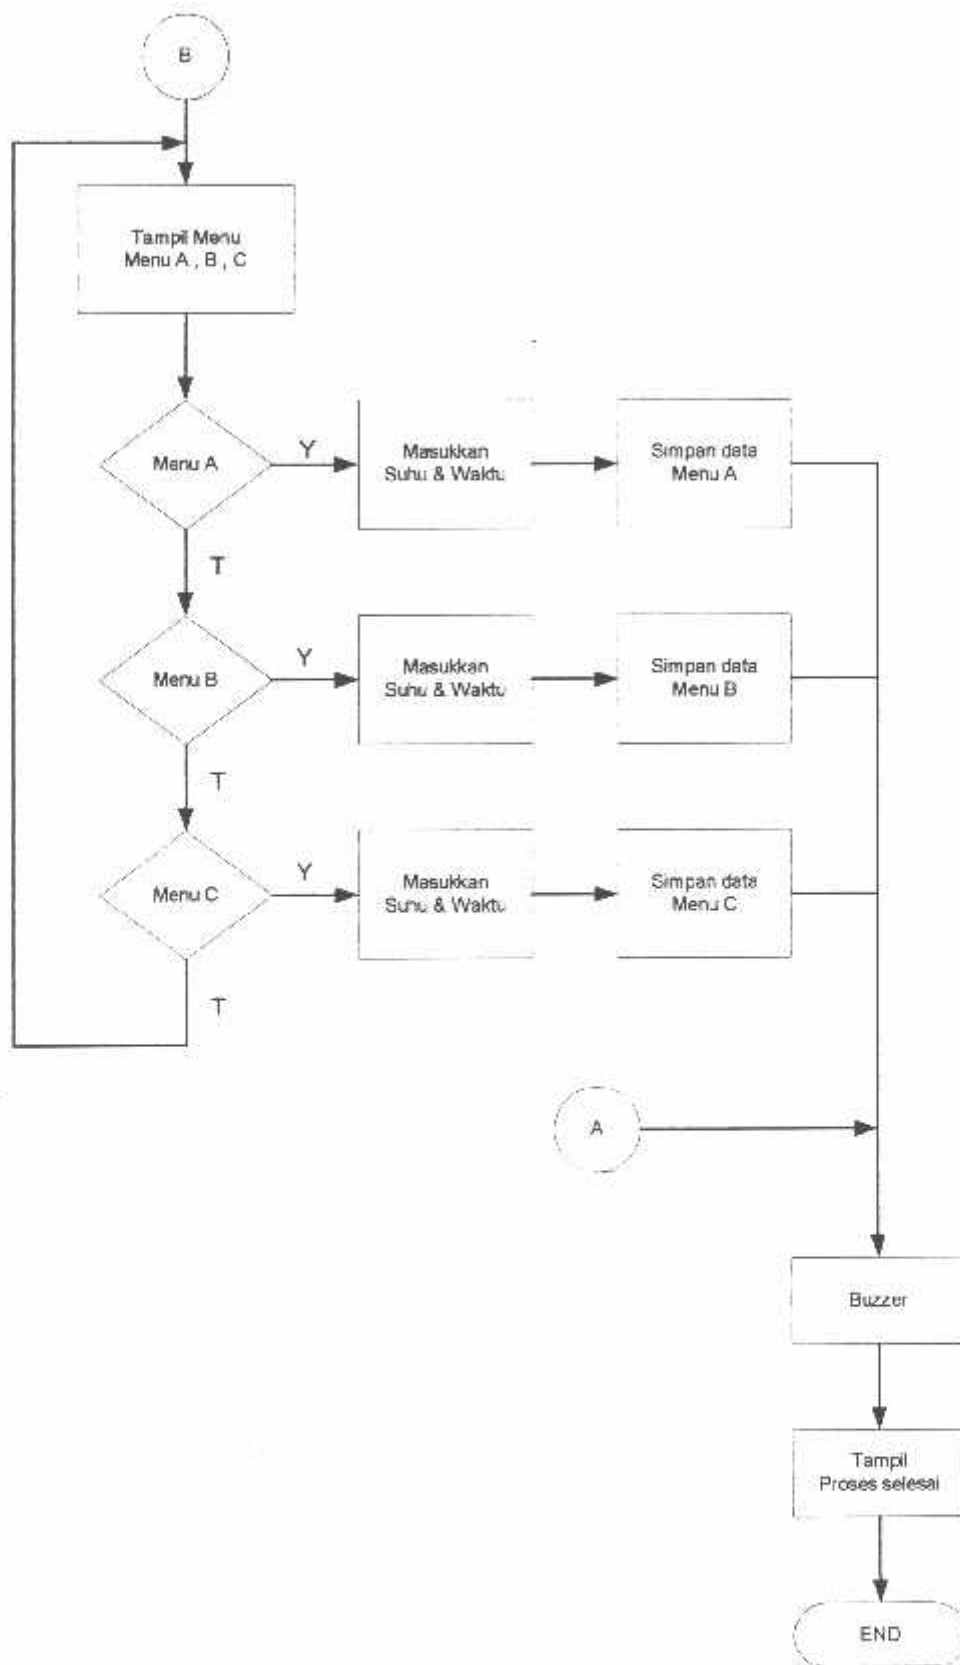 B
Tampil Menu
Menu A , B , C
Menu A
Y
Masukkan
Suhu & Waktu
Simpan data
Menu A
T
Menu B
Y
Masukkan
Suhu & Waktu
Simpan data
Menu B
T
Menu C
Y
Masukkan
Suhu & Waktu
Simpan data
Menu C
T
A
Buzzer
Tampil
Proses selesai
END